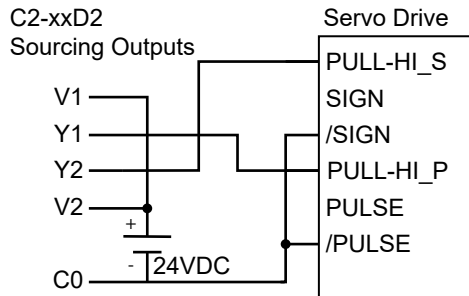 C2-xxD2
Sourcing Outputs
Servo Drive
V1
Y1
Y2
V2
C0
+
-
24VDC
PULL-HI_S
SIGN
/SIGN
PULL-HI_P
PULSE
/PULSE